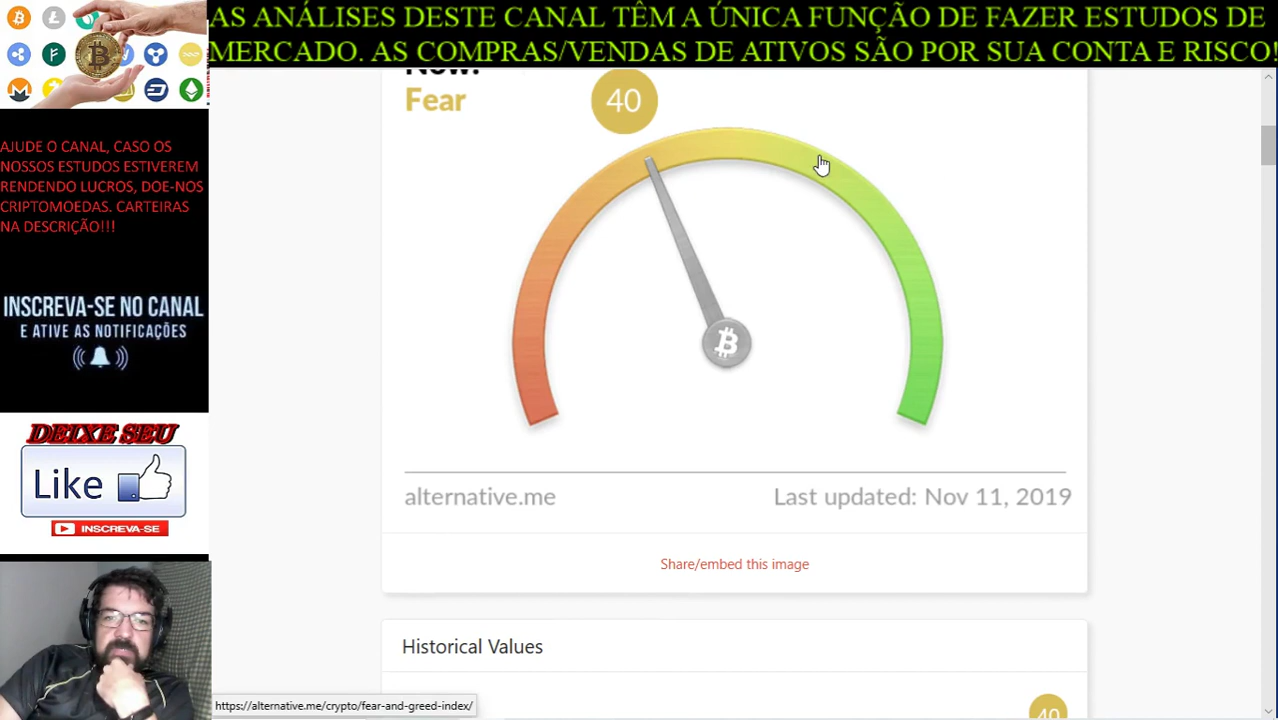 AS ANÁLISES DESTE CANAL TÊM A ÚNICA FUNÇÃO DE FAZER ESTUDOS DE
MERCADO. AS COMPRAS/VENDAS DE ATIVOS SÃO POR SUA CONTA E RISCO!
AJUDE O CANAL, CASO OS
NOSSOS ESTUDOS ESTIVEREM
RENDENDO LUCROS, DOE-NOS
CRIPTOMOEDAS. CARTEIRAS
NA DESCRIÇÃO!!!
INSCREVA-SE NO CANAL
E ATIVE AS NOTIFICAÇÕES
DEIXE SEU
Like
INSCREVA-SE
Now:
Fear
40
alternative.me
Last updated: Nov 11, 2019
Share/embed this image
Historical Values
40
https://alternative.me/crypto/fear-and-greed-index/